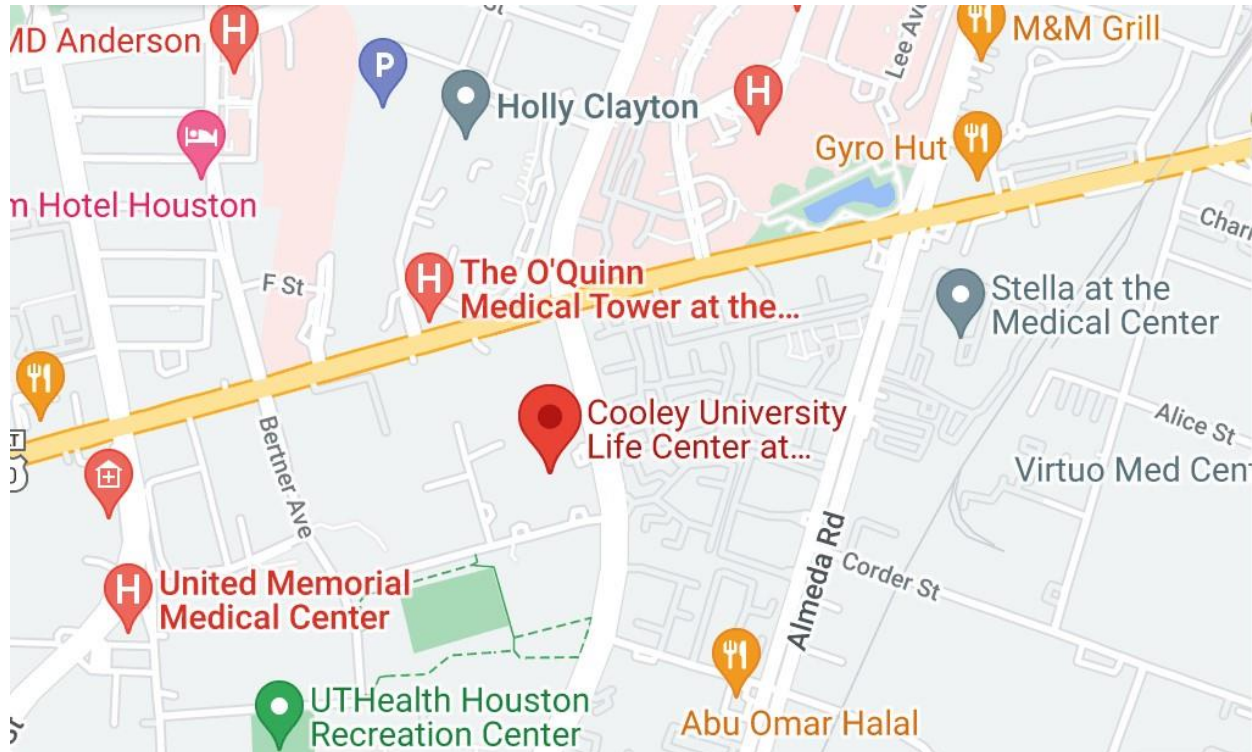 St
MD Anderson
H
P
Holly Clayton
H
Lee Ave
M&M Grill
Gyro Hut
m Hotel Houston
F St
H
The O'Quinn
Medical Tower at the...
Stella at the
Medical Center
Cooley University
Life Center at...
Bertner Ave
Alice St
Virtuo Med Cent
H
United Memorial
Medical Center
Almeda Rd
Corder St
UTHealth Houston
Recreation Center
Abu Omar Halal